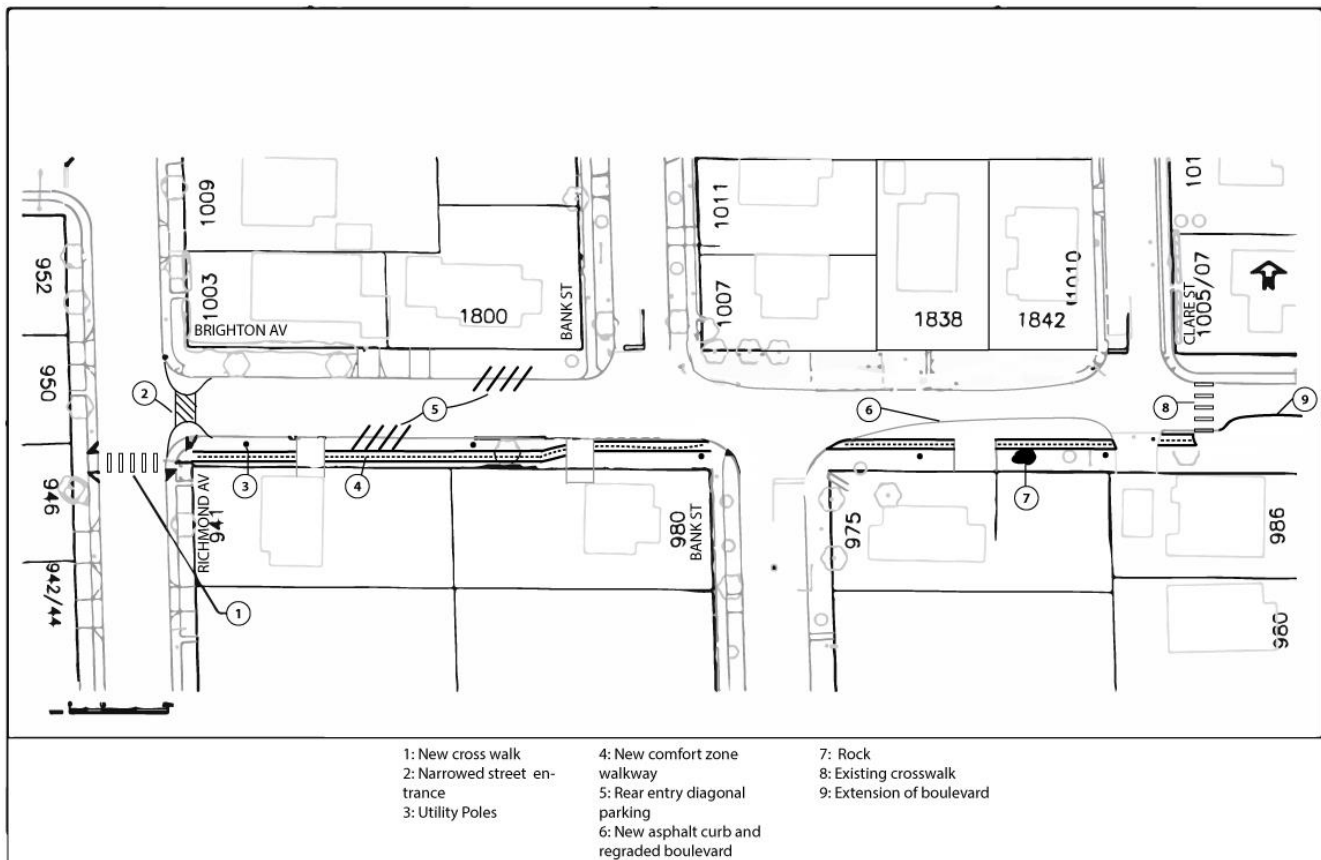 1009
1011
101
952
1003
1800
BANK ST
1007
1838
1842
1010
CLARE ST
1005/07
BRIGHTON AV
950
2
5
6
8
9
946
3
4
7
RICHMOND AV
941
980
BANK ST
975
986
942/44
1
980
1: New cross walk
2: Narrowed street en-
trance
3: Utility Poles
4: New comfort zone
walkway
5: Rear entry diagonal
parking
6: New asphalt curb and
regraded boulevard
7: Rock
8: Existing crosswalk
9: Extension of boulevard